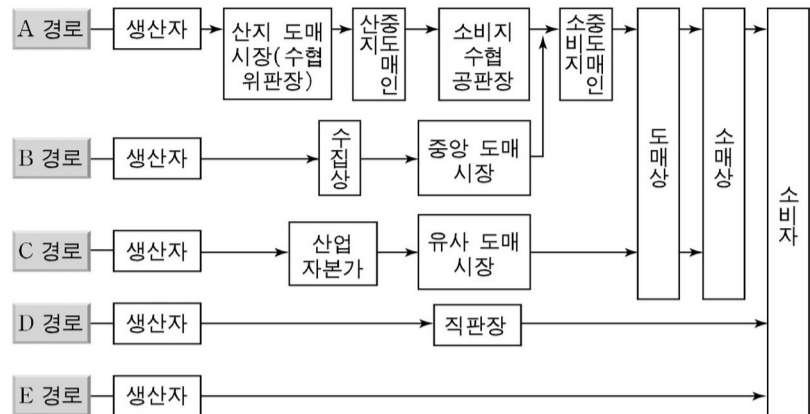 A 경로
생산자
산지 도매
시장(수협
위판장)
산지
중도매인
소비지
수협
공판장
소비지
중도매인
도매상
소매상
소비자
B 경로
생산자
수집상
중앙 도매
시장
C 경로
생산자
산업
자본가
유사 도매
시장
D 경로
생산자
직판장
E 경로
생산자